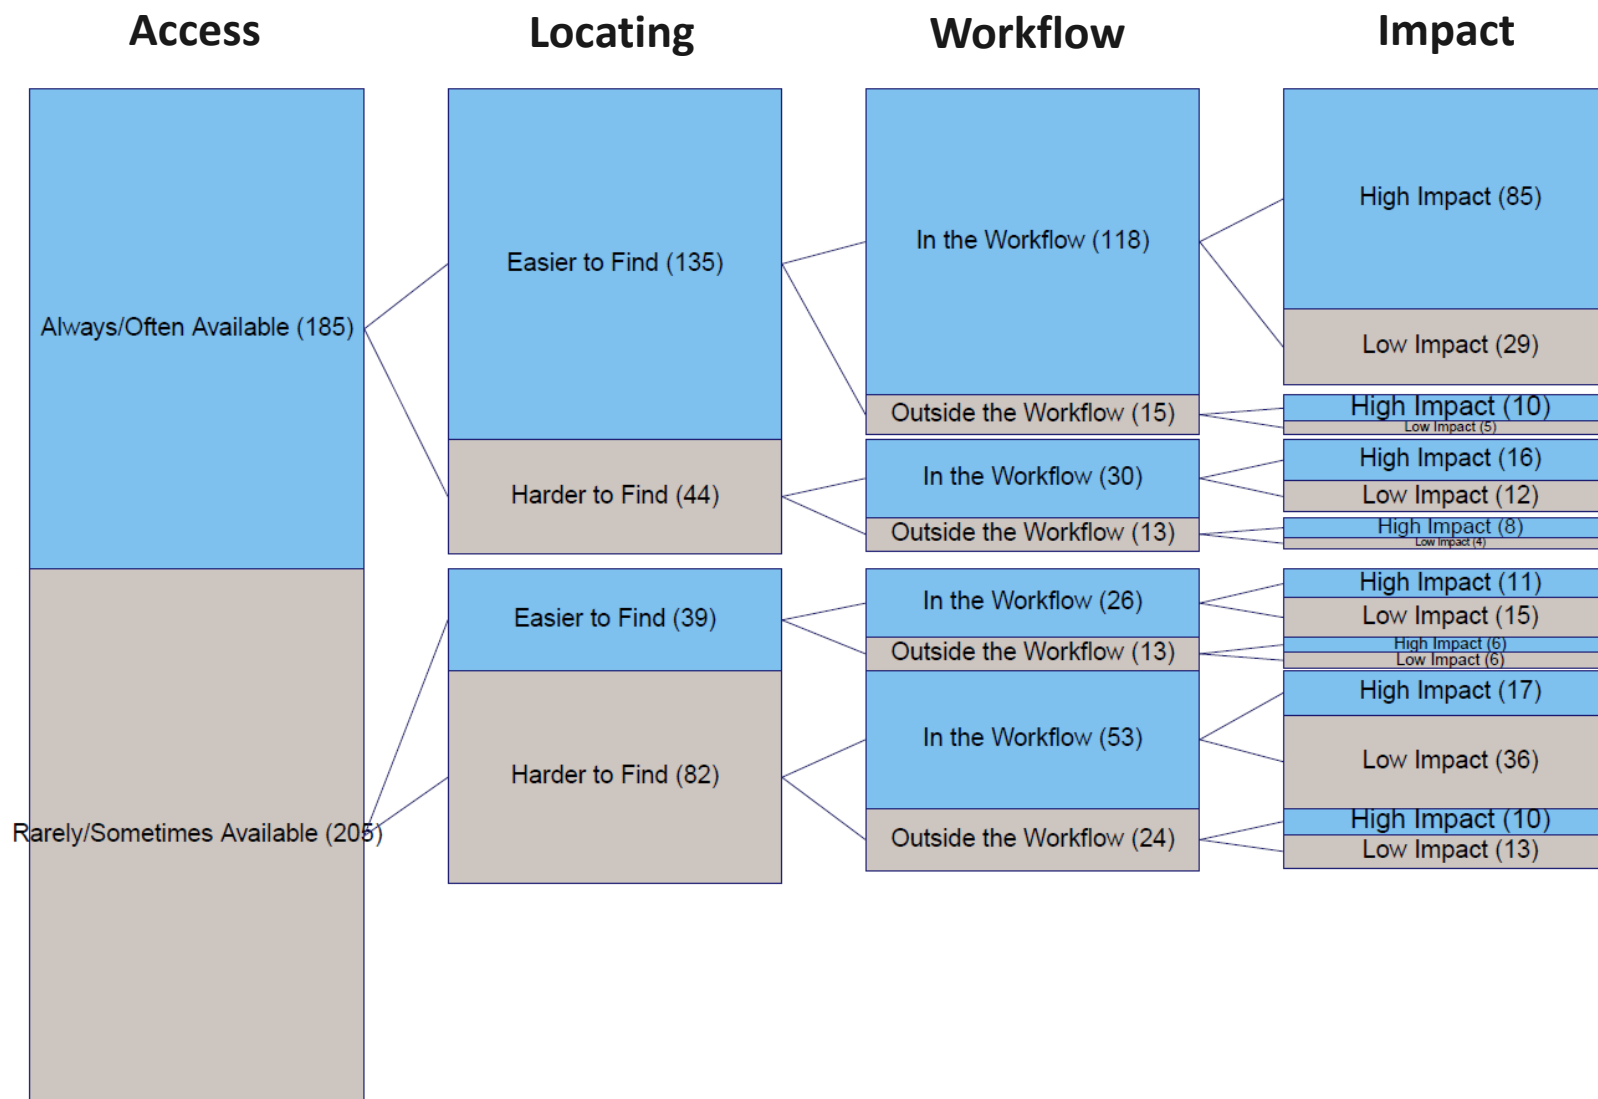 Access
Locating
Workflow
Impact
Always/Often Available (185)
Rarely/Sometimes Available (205)
Easier to Find (135)
Harder to Find (44)
Easier to Find (39)
Harder to Find (82)
In the Workflow (118)
Outside the Workflow (15)
In the Workflow (30)
Outside the Workflow (13)
In the Workflow (26)
Outside the Workflow (13)
In the Workflow (53)
Outside the Workflow (24)
High Impact (85)
Low Impact (29)
High Impact (10)
Low Impact (5)
High Impact (16)
Low Impact (12)
High Impact (8)
Low Impact (4)
High Impact (11)
Low Impact (15)
High Impact (6)
Low Impact (6)
High Impact (17)
Low Impact (36)
High Impact (10)
Low Impact (13)